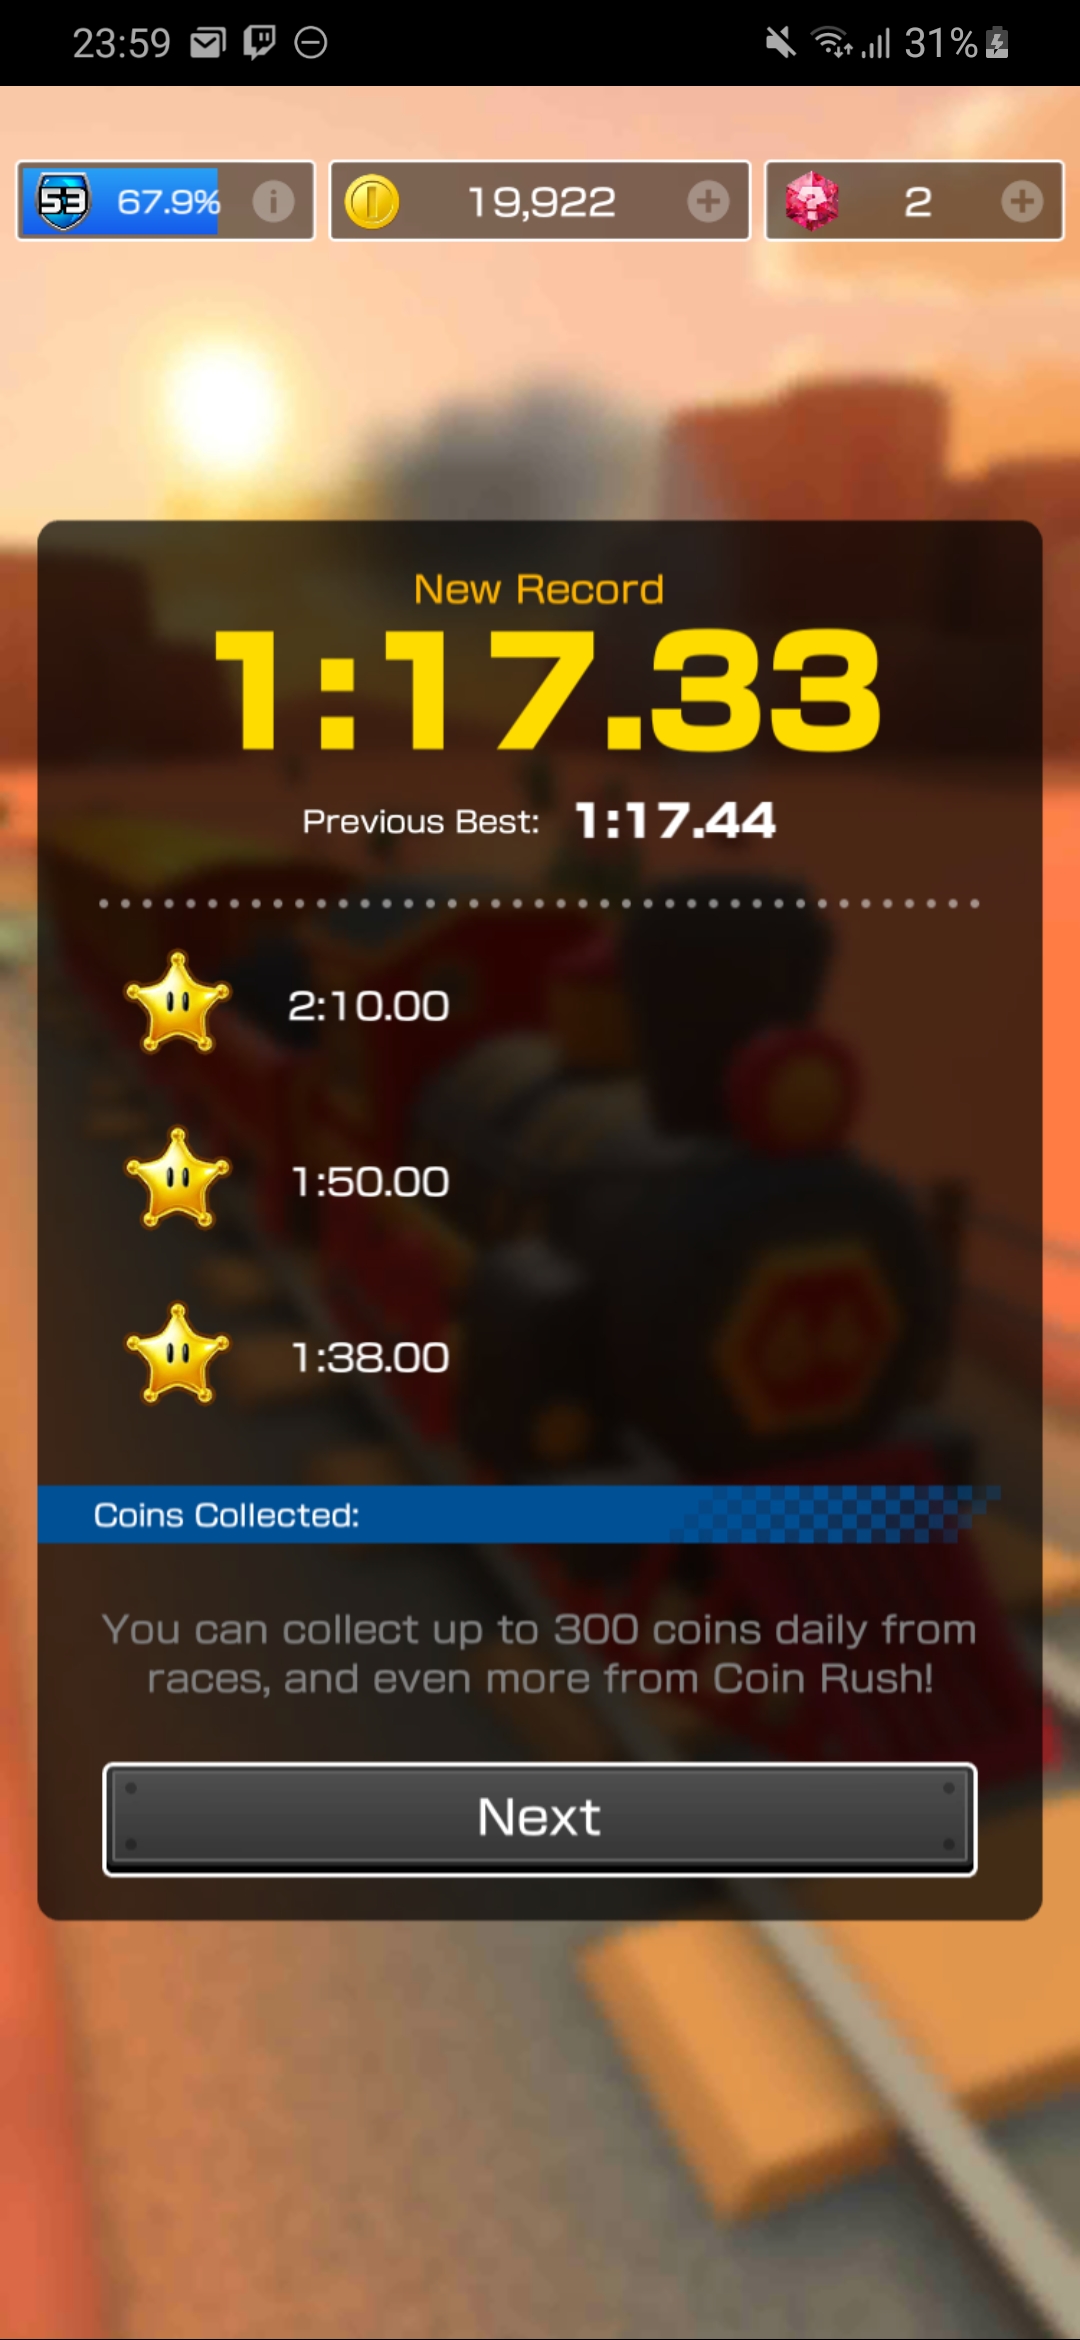 23:59 31%
53 67.9% i 19,922 + 2 +
New Record
1:17.33
Previous Best: 1:17.44
2:10.00
1:50.00
1:38.00
Coins Collected:
You can collect up to 300 coins daily from
races, and even more from Coin Rush!
Next